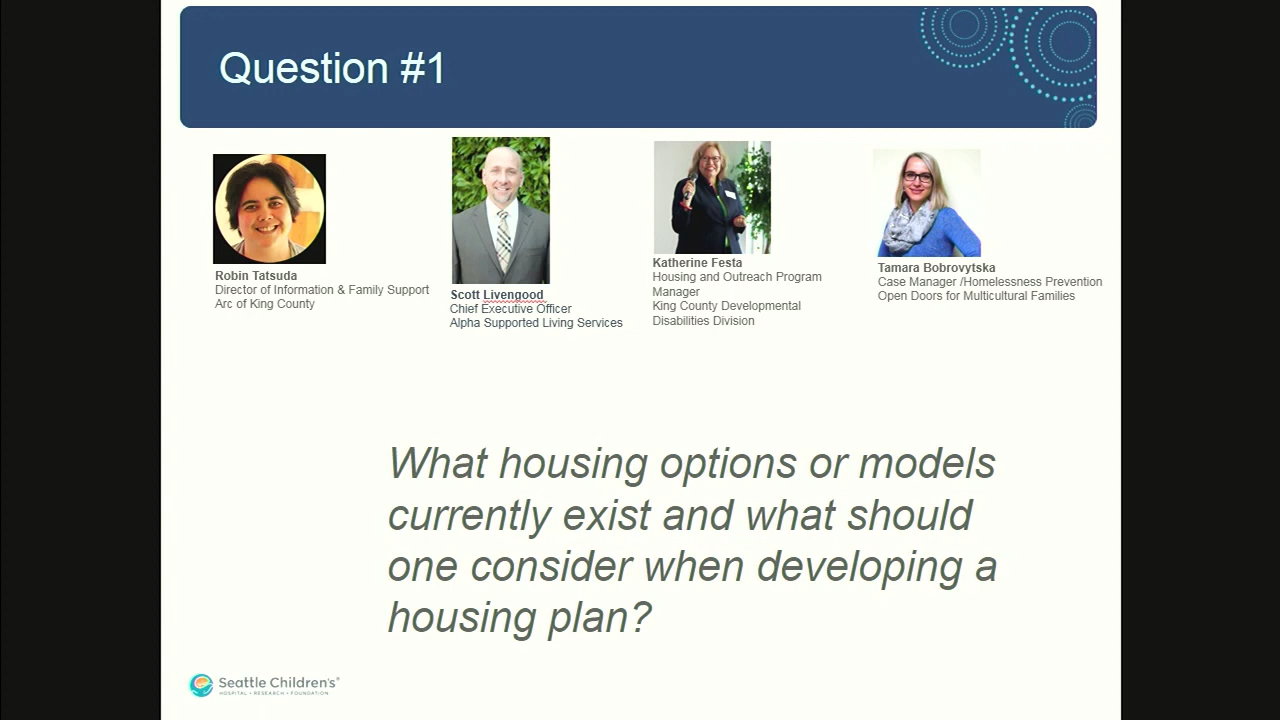 Question #1
Robin Tatsuda
Director of Information & Family Support
Arc of King County
Scott Livengood
Chief Executive Officer
Alpha Supported Living Services
Katherine Festa
Housing and Outreach Program
Manager
King County Developmental
Disabilities Division
Tamara Bobrovytska
Case Manager /Homelessness Prevention
Open Doors for Multicultural Families
What housing options or models
currently exist and what should
one consider when developing a
housing plan?
Seattle Children's®
HOSPITAL • RESEARCH • FOUNDATION